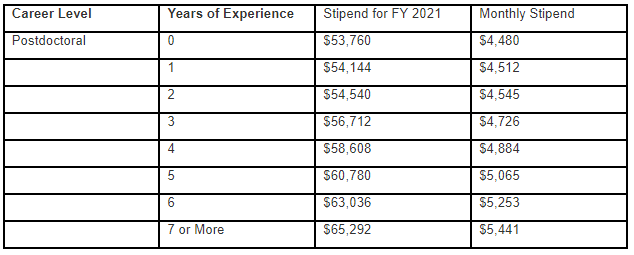 Career Level Years of Experience Stipend for FY 2021 Monthly Stipend
Postdoctoral 0 $53,760 $4,480
1 $54,144 $4,512
2 $54,540 $4,545
3 $56,712 $4,726
4 $58,608 $4,884
5 $60,780 $5,065
6 $63,036 $5,253
7 or More $65,292 $5,441